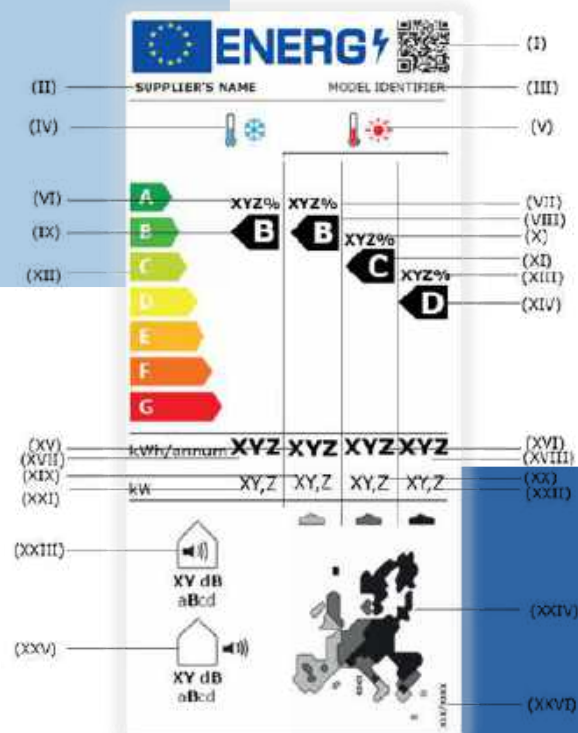 ENERG
(I)
(II) SUPPLIER'S NAME MODEL IDENTIFIER (III)
(IV) (V)
(VI) A XYZ% XYZ% (VII)
(VIII)
(IX) B B B XYZ% (X)
(XI)
(XII) C C XYZ% (XIII)
D D (XIV)
E
F
G
(XV) kWh/annum XYZ XYZ XYZ XYZ (XVI)
(XVII) (XVIII)
(XIX) XY,Z XY,Z XY,Z XY,Z (XX)
(XXI) kW (XXII)
(XXIII)
XY dB
aBcd
(XXIV)
(XXV)
XY dB
aBcd
(XXVI)